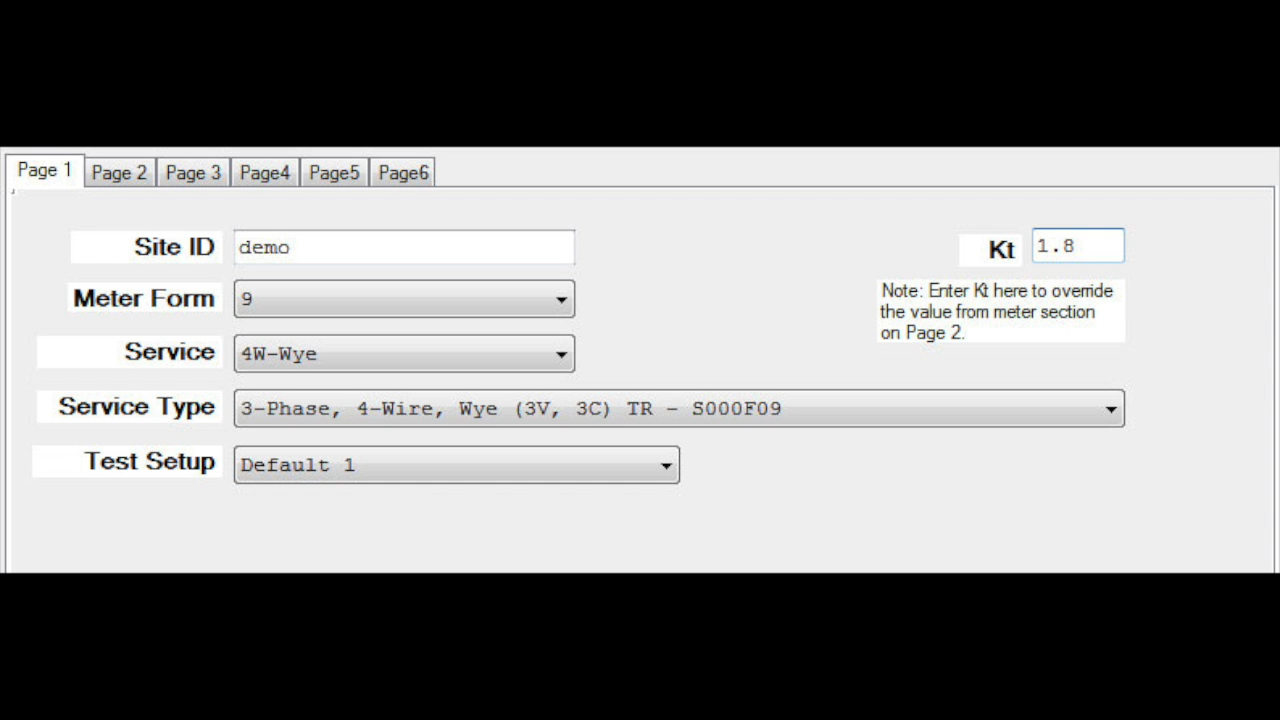 Page 1 Page 2 Page 3 Page4 Page5 Page6
Site ID demo
Kt 1.8
Meter Form 9
Note: Enter Kt here to override
the value from meter section
on Page 2.
Service 4W-Wye
Service Type 3-Phase, 4-Wire, Wye (3V, 3C) TR - S000F09
Test Setup Default 1